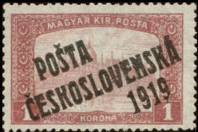 MAGYAR KIR. POSTA
POŠTA
ČESKOSLOVENSKÁ
1919
1 KORONA 1